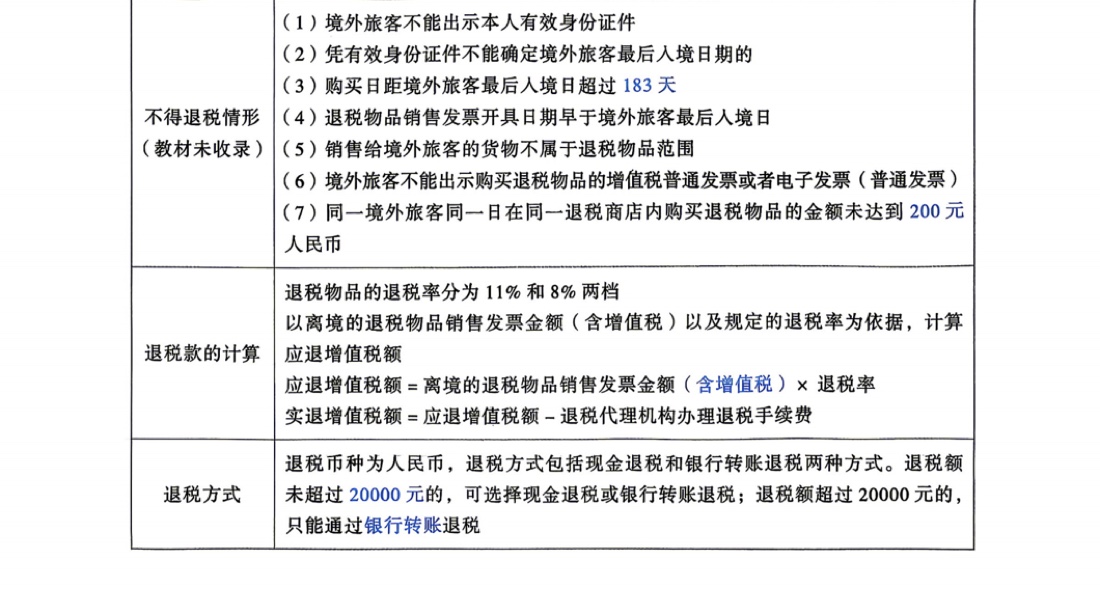 （1）境外旅客不能出示本人有效身份证件
（2）凭有效身份证件不能确定境外旅客最后入境日期的
（3）购买日距境外旅客最后入境日超过 183 天
不得退税情形
（教材未收录）
（4）退税物品销售发票开具日期早于境外旅客最后入境日
（5）销售给境外旅客的货物不属于退税物品范围
（6）境外旅客不能出示购买退税物品的增值税普通发票或者电子发票（普通发票）
（7）同一境外旅客同一日在同一退税商店内购买退税物品的金额未达到 200 元
人民币
退税款的计算
退税物品的退税率分为 11% 和 8% 两档
以离境的退税物品销售发票金额（含增值税）以及规定的退税率为依据，计算
应退增值税额
应退增值税额 = 离境的退税物品销售发票金额（含增值税）× 退税率
实退增值税额 = 应退增值税额 – 退税代理机构办理退税手续费
退税方式
退税币种为人民币，退税方式包括现金退税和银行转账退税两种方式。退税额
未超过 20000 元的，可选择现金退税或银行转账退税；退税额超过 20000 元的，
只能通过银行转账退税